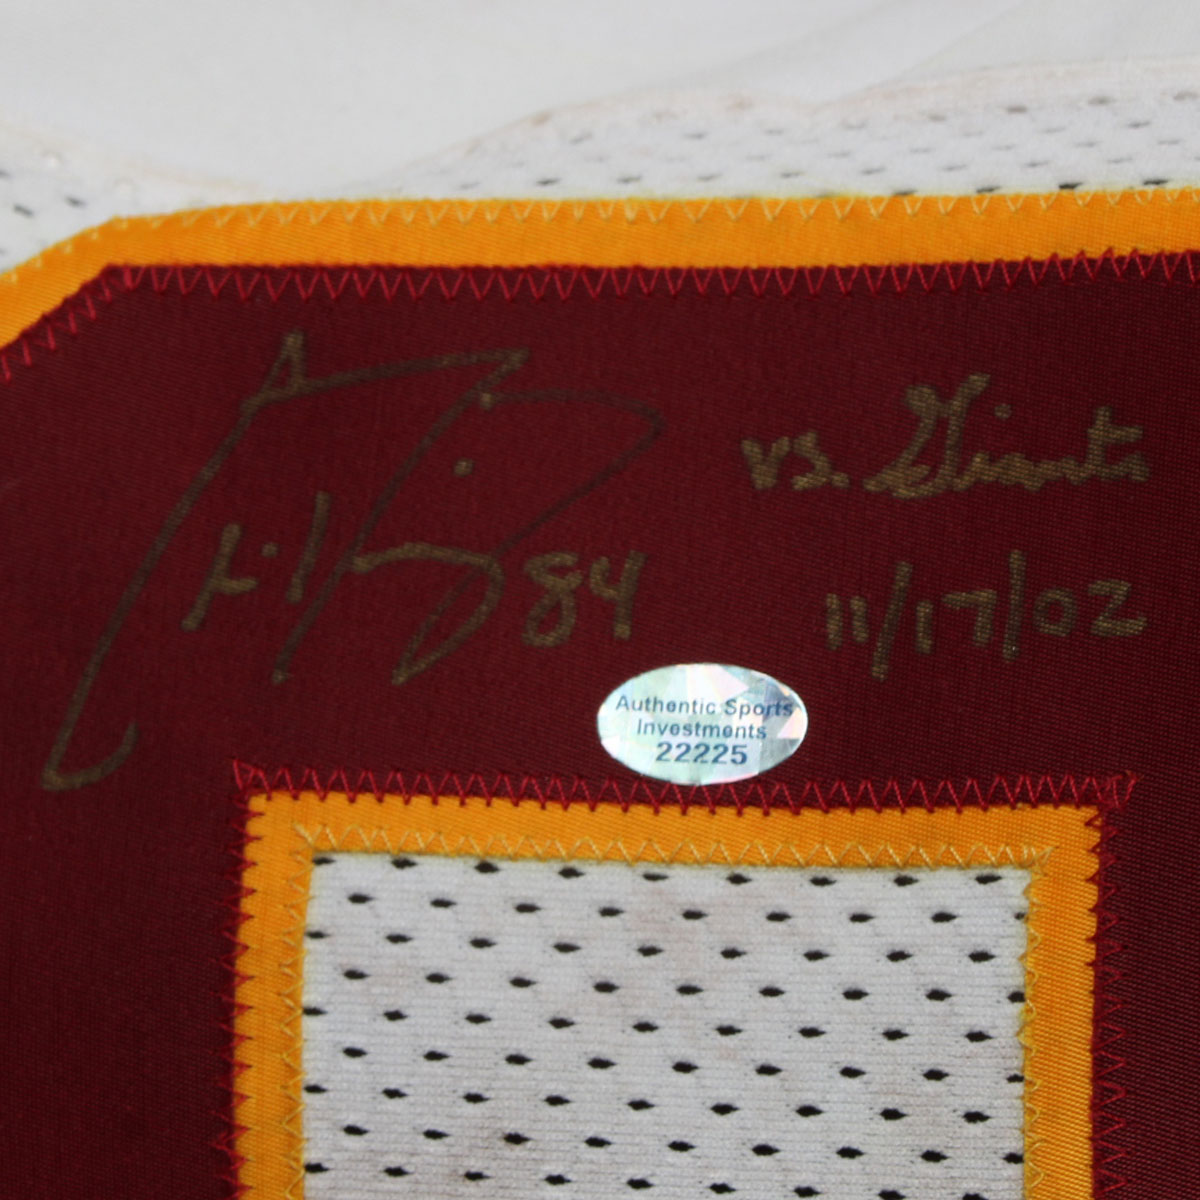 84
vs. Giants
11/17/02
Authentic Sports
Investments
22225